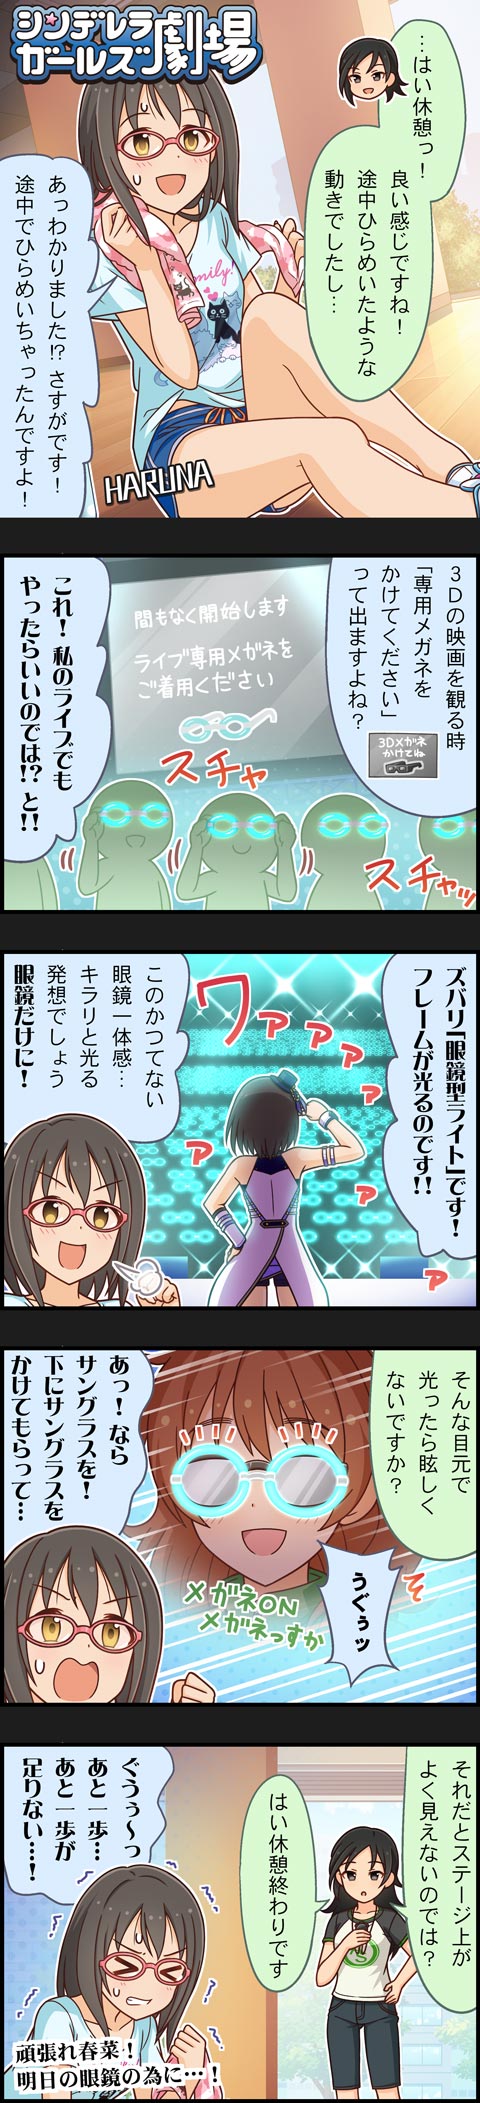 シンデレラ
ガールズ劇場
…はい休憩っ！
良い感じですね！
途中ひらめいたような
動きでしたし…
あっわかりました!? さすがです！
途中でひらめいちゃったんですよ！
mily!
HARUNA
3Dの映画を観る時
「専用メガネを
かけてください」
って出ますよね？
3Dメガネ
かけてね
間もなく開始します
ライブ専用メガネを
ご着用ください
これ！ 私のライブでも
やったらいいのでは!? と!!
スチャ
スチャッ
ズバリ「眼鏡型ライト」です！
フレームが光るのです!!
ワァァァァ
ァ
ァ
このかつてない
眼鏡一体感…
キラリと光る
発想でしょう
眼鏡だけに！
そんな目元で
光ったら眩しく
ないですか？
あっ！ なら
サングラスを！
下にサングラスを
かけてもらって…
メガネON
メガネっすか
うぐぅッ
それだとステージ上が
よく見えないのでは？
はい休憩終わりです
S
ぐうぅ～っ
あと一歩…
あと一歩が
足りない…！
頑張れ春菜！
明日の眼鏡の為に…！